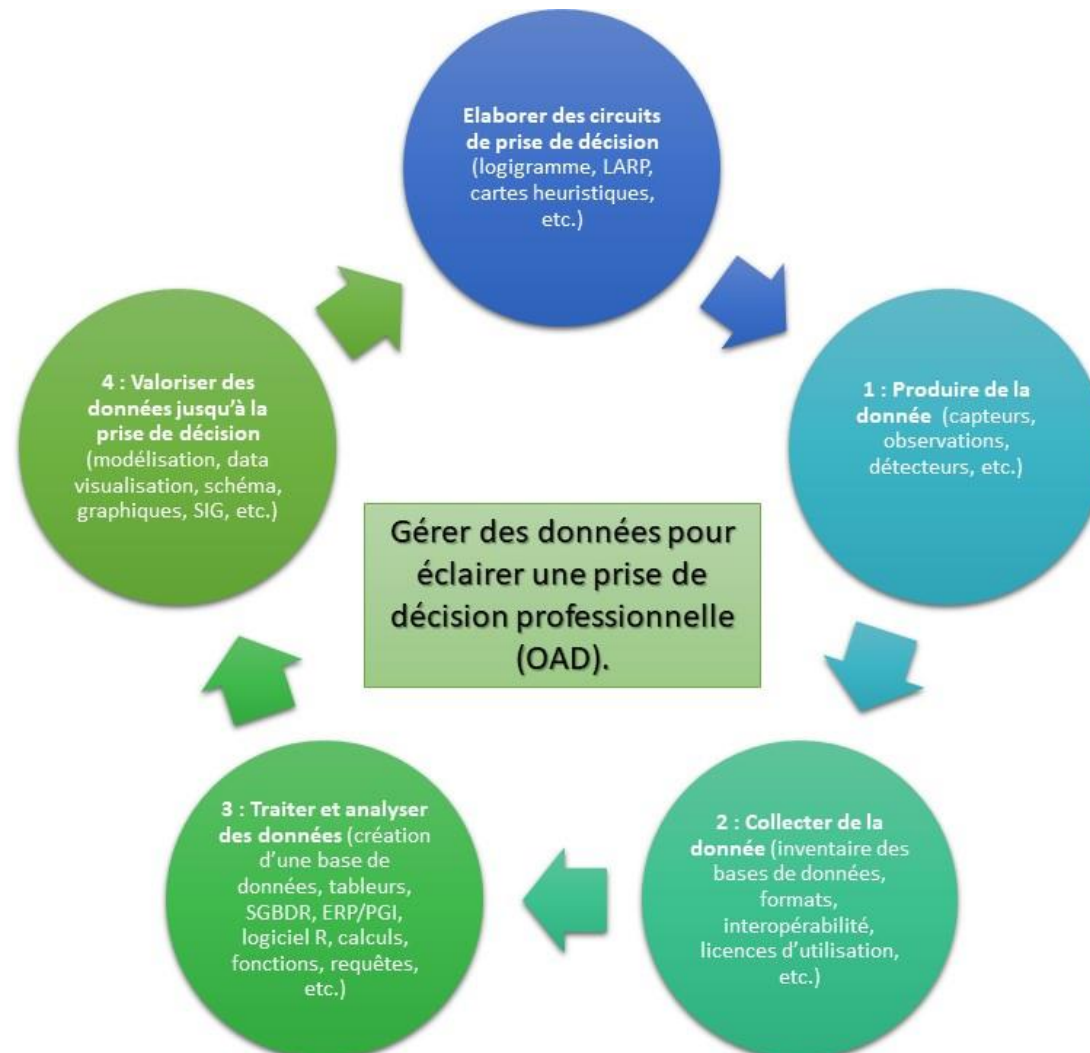 Elaborer des circuits
de prise de décision
(logigramme, LARP,
cartes heuristiques,
etc.)
1 : Produire de la
donnée (capteurs,
observations,
détecteurs, etc.)
2 : Collecter de la
donnée (inventaire des
bases de données,
formats,
interopérabilité,
licences d'utilisation,
etc.)
3 : Traiter et analyser
des données (création
d'une base de
données, tableurs,
SGBDR, ERP/PGI,
logiciel R, calculs,
fonctions, requêtes,
etc.)
4 : Valoriser des
données jusqu'à la
prise de décision
(modélisation, data
visualisation, schéma,
graphiques, SIG, etc.)
Gérer des données pour
éclairer une prise de
décision professionnelle
(OAD).